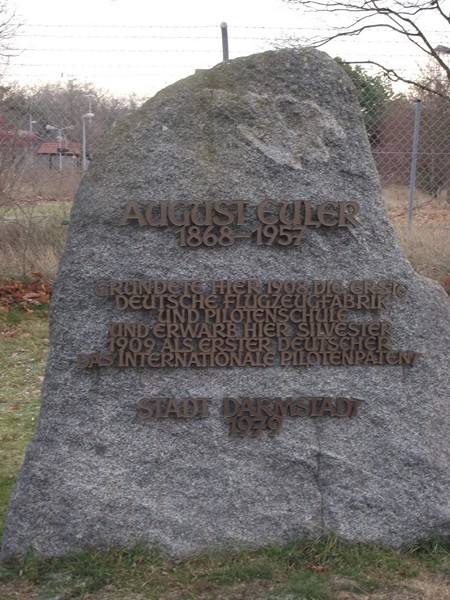 AUGUST EULER
1868–1957
GRÜNDETE HIER 1908 DIE ERSTE
DEUTSCHE FLUGZEUGFABRIK
UND PILOTENSCHULE
UND ERWARB HIER SILVESTER
1909 ALS ERSTER DEUTSCHER
DAS INTERNATIONALE PILOTENPATENT
STADT DARMSTADT
1979